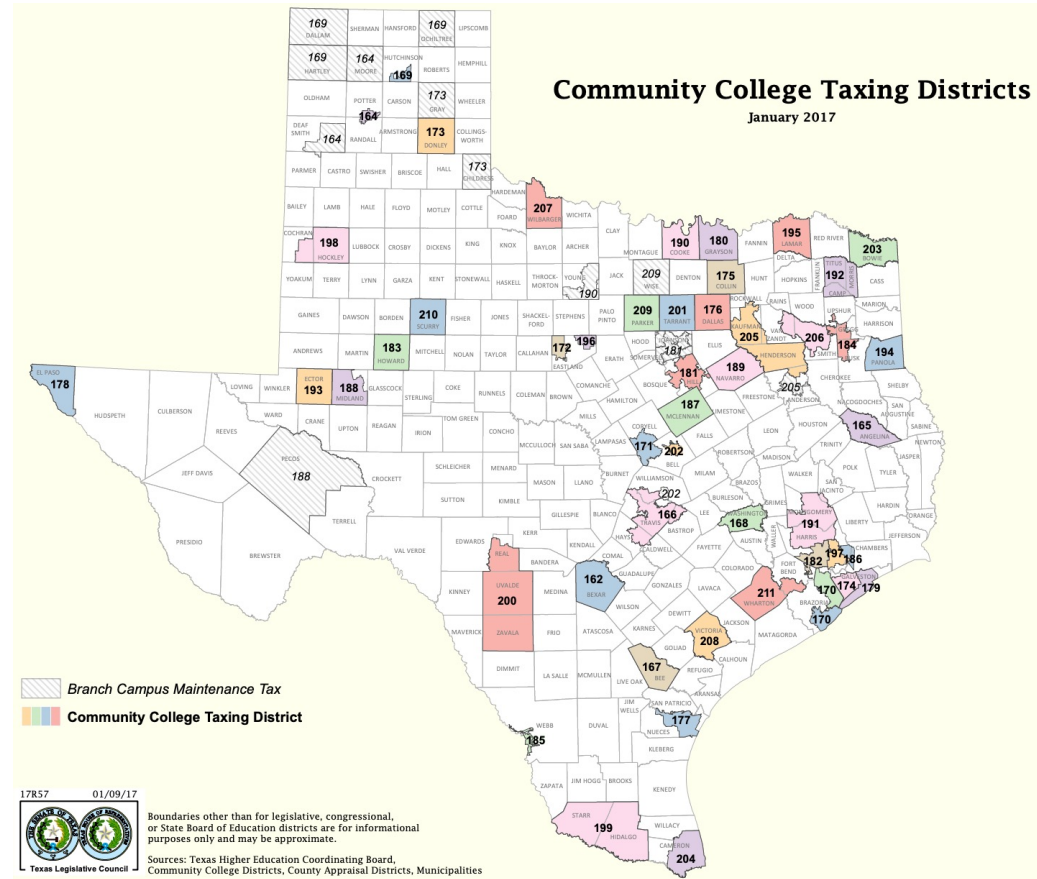 Community College Taxing Districts
January 2017
169
DALLAM
SHERMAN
HANSFORD
169
OCHILTREE
LIPSCOMB
169
HARTLEY
164
MOORE
HUTCHINSON
169
ROBERTS
HEMPHILL
OLDHAM
POTTER
164
CARSON
173
GRAY
WHEELER
DEAF
SMITH
164
RANDALL
ARMSTRONG
173
DONLEY
COLLINGS-
WORTH
PARMER
CASTRO
SWISHER
BRISCOE
HALL
173
CHILDRESS
HARDEMAN
BAILEY
LAMB
HALE
FLOYD
MOTLEY
COTTLE
FOARD
207
WILBARGER
WICHITA
CLAY
COCHRAN
198
HOCKLEY
LUBBOCK
CROSBY
DICKENS
KING
KNOX
BAYLOR
ARCHER
MONTAGUE
190
COOKE
180
GRAYSON
FANNIN
195
LAMAR
RED RIVER
203
BOWIE
YOAKUM
TERRY
LYNN
GARZA
KENT
STONEWALL
HASKELL
THROCK-
MORTON
YOUNG
190
JACK
209
WISE
DENTON
175
COLLIN
HUNT
DELTA
HOPKINS
FRANKLIN
TITUS
192
CAMP
MORRIS
CASS
GAINES
DAWSON
BORDEN
210
SCURRY
FISHER
JONES
SHACKEL-
FORD
STEPHENS
PALO
PINTO
209
PARKER
201
TARRANT
176
DALLAS
ROCKWALL
KAUFMAN
205
RAINS
VAN
ZANDT
WOOD
206
SMITH
UPSHUR
GREGG
184
RUSK
MARION
HARRISON
194
PANOLA
ANDREWS
MARTIN
183
HOWARD
MITCHELL
NOLAN
TAYLOR
CALLAHAN
172
EASTLAND
196
ERATH
HOOD
SOMERVELL
JOHNSON
181
ELLIS
BOSQUE
181
HILL
189
NAVARRO
HENDERSON
205
ANDERSON
CHEROKEE
SHELBY
EL PASO
178
HUDSPETH
CULBERSON
REEVES
LOVING
WINKLER
WARD
ECTOR
193
188
MIDLAND
GLASSCOCK
STERLING
COKE
RUNNELS
COLEMAN
BROWN
COMANCHE
HAMILTON
MILLS
187
MCLENNAN
LIMESTONE
FREESTONE
LEON
HOUSTON
NACOGDOCHES
SAN
AUGUSTINE
SABINE
165
ANGELINA
CRANE
UPTON
REAGAN
IRION
TOM GREEN
CONCHO
MCCULLOCH
SAN SABA
LAMPASAS
CORYELL
171
202
BELL
FALLS
ROBERTSON
MADISON
TRINITY
POLK
TYLER
JASPER
NEWTON
JEFF DAVIS
PECOS
188
CROCKETT
SCHLEICHER
MENARD
MASON
LLANO
BURNET
WILLIAMSON
202
MILAM
BRAZOS
BURLESON
GRIMES
WALKER
SAN
JACINTO
HARDIN
ORANGE
PRESIDIO
BREWSTER
TERRELL
SUTTON
KIMBLE
GILLESPIE
BLANCO
166
TRAVIS
HAYS
BASTROP
LEE
WASHINGTON
168
WALLER
MONTGOMERY
191
HARRIS
LIBERTY
JEFFERSON
VAL VERDE
EDWARDS
REAL
KERR
BANDERA
KENDALL
COMAL
CALDWELL
FAYETTE
AUSTIN
COLORADO
FORT
BEND
182
197
186
CHAMBERS
KINNEY
UVALDE
200
ZAVALA
MEDINA
162
BEXAR
GUADALUPE
GONZALES
LAVACA
211
WHARTON
170
174
GALVESTON
179
BRAZORIA
170
MAVERICK
FRIO
ATASCOSA
WILSON
KARNES
DEWITT
VICTORIA
208
JACKSON
MATAGORDA
DIMMIT
LA SALLE
MCMULLEN
LIVE OAK
167
BEE
GOLIAD
REFUGIO
CALHOUN
ARANSAS
WEBB
185
DUVAL
JIM
WELLS
SAN PATRICIO
177
NUECES
KLEBERG
ZAPATA
JIM HOGG
BROOKS
KENEDY
STARR
199
HIDALGO
WILLACY
CAMERON
204
Branch Campus Maintenance Tax
Community College Taxing District
17R57 01/09/17
THE SENATE OF TEXAS
Texas Legislative Council
Boundaries other than for legislative, congressional,
or State Board of Education districts are for informational
purposes only and may be approximate.
Sources: Texas Higher Education Coordinating Board,
Community College Districts, County Appraisal Districts, Municipalities